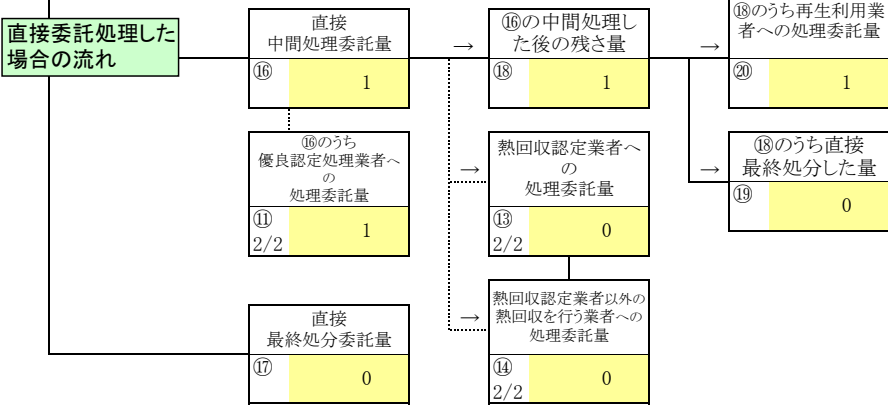 直接委託処理した
場合の流れ
直接
中間処理委託量
⑯
1
→
⑯の中間処理し
た後の残さ量
⑱
1
→
⑱のうち再生利用業
者への処理委託量
⑳
1
⑯のうち
優良認定処理業者へ
の
処理委託量
⑪
2/2
1
→
熱回収認定業者へ
の
処理委託量
⑬
2/2
0
→
⑱のうち直接
最終処分した量
⑲
0
直接
最終処分委託量
⑰
0
→
熱回収認定業者以外の
熱回収を行う業者への
処理委託量
⑭
2/2
0